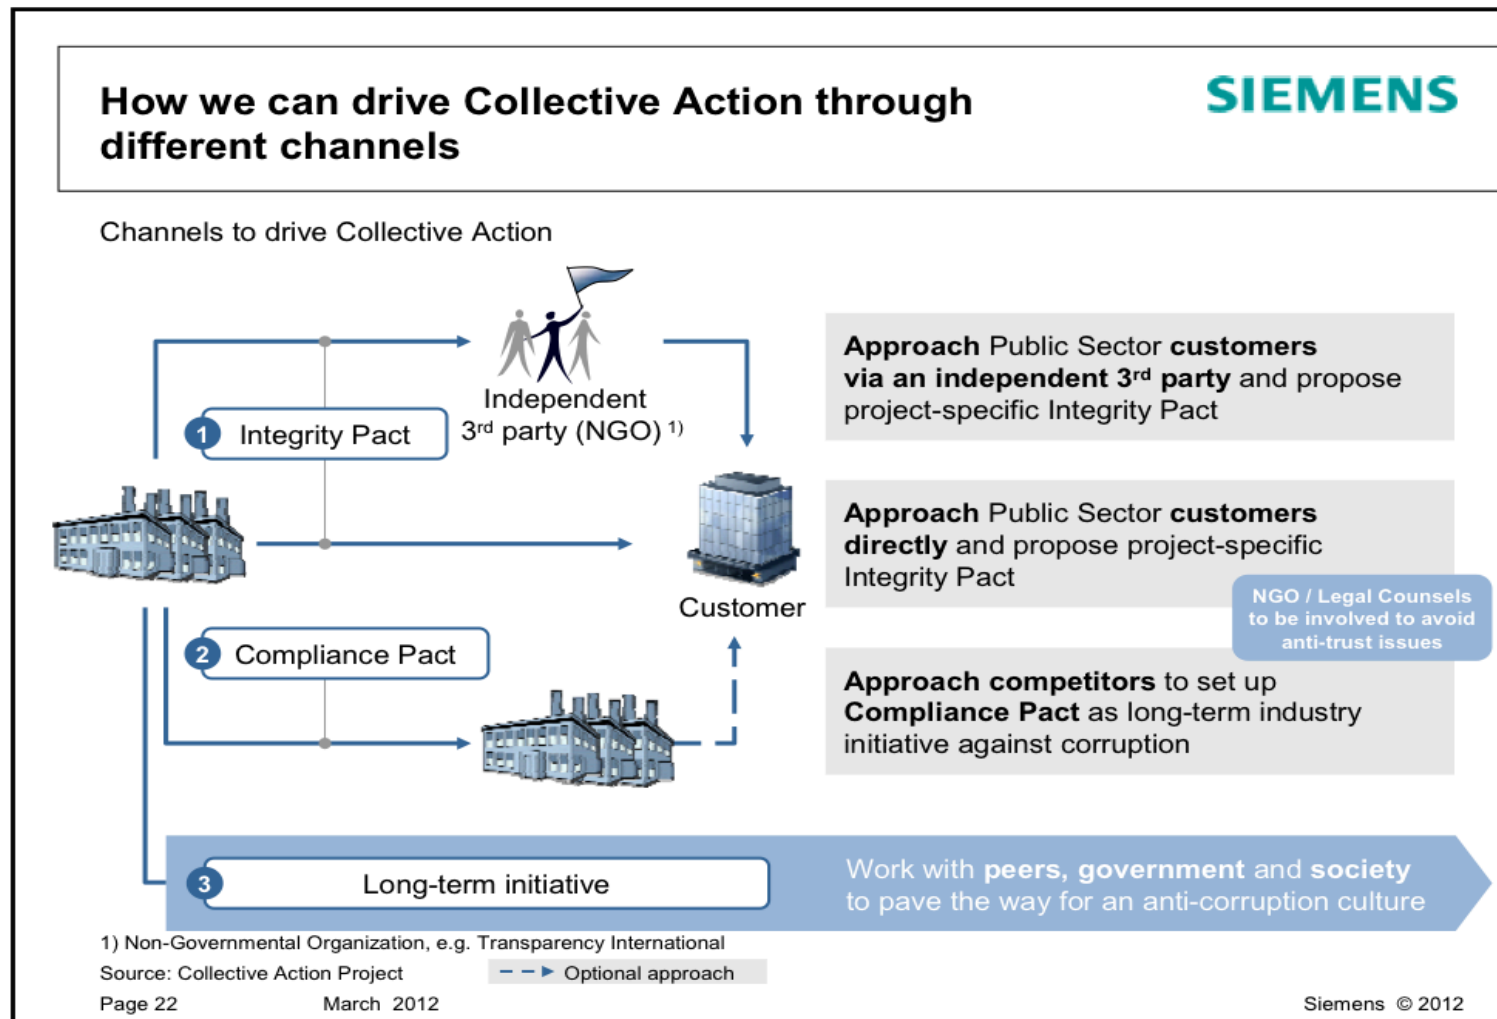 How we can drive Collective Action through
different channels
SIEMENS
Channels to drive Collective Action
Independent
3rd party (NGO) 1)
1 Integrity Pact
Customer
2 Compliance Pact
Approach Public Sector customers
via an independent 3rd party and propose
project-specific Integrity Pact
Approach Public Sector customers
directly and propose project-specific
Integrity Pact
NGO / Legal Counsels
to be involved to avoid
anti-trust issues
Approach competitors to set up
Compliance Pact as long-term industry
initiative against corruption
3 Long-term initiative
Work with peers, government and society
to pave the way for an anti-corruption culture
1) Non-Governmental Organization, e.g. Transparency International
Source: Collective Action Project
Optional approach
Page 22 March 2012
Siemens © 2012